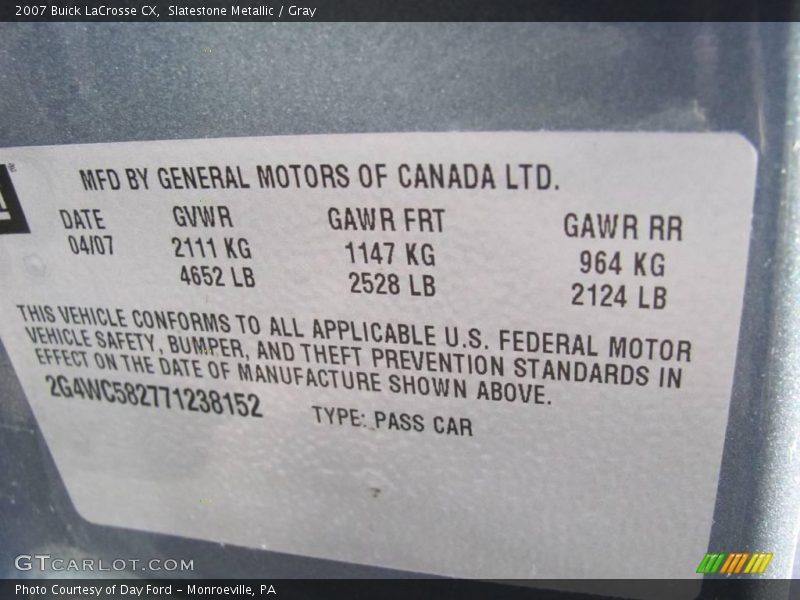 2007 Buick LaCrosse CX, Slatestone Metallic / Gray
MFD BY GENERAL MOTORS OF CANADA LTD.
DATE GVWR GAWR FRT GAWR RR
04/07 2111 KG 1147 KG 964 KG
4652 LB 2528 LB 2124 LB
THIS VEHICLE CONFORMS TO ALL APPLICABLE U.S. FEDERAL MOTOR
VEHICLE SAFETY, BUMPER, AND THEFT PREVENTION STANDARDS IN
EFFECT ON THE DATE OF MANUFACTURE SHOWN ABOVE.
2G4WC582771238152 TYPE: PASS CAR
GTCARLOT.COM
Photo Courtesy of Day Ford - Monroeville, PA